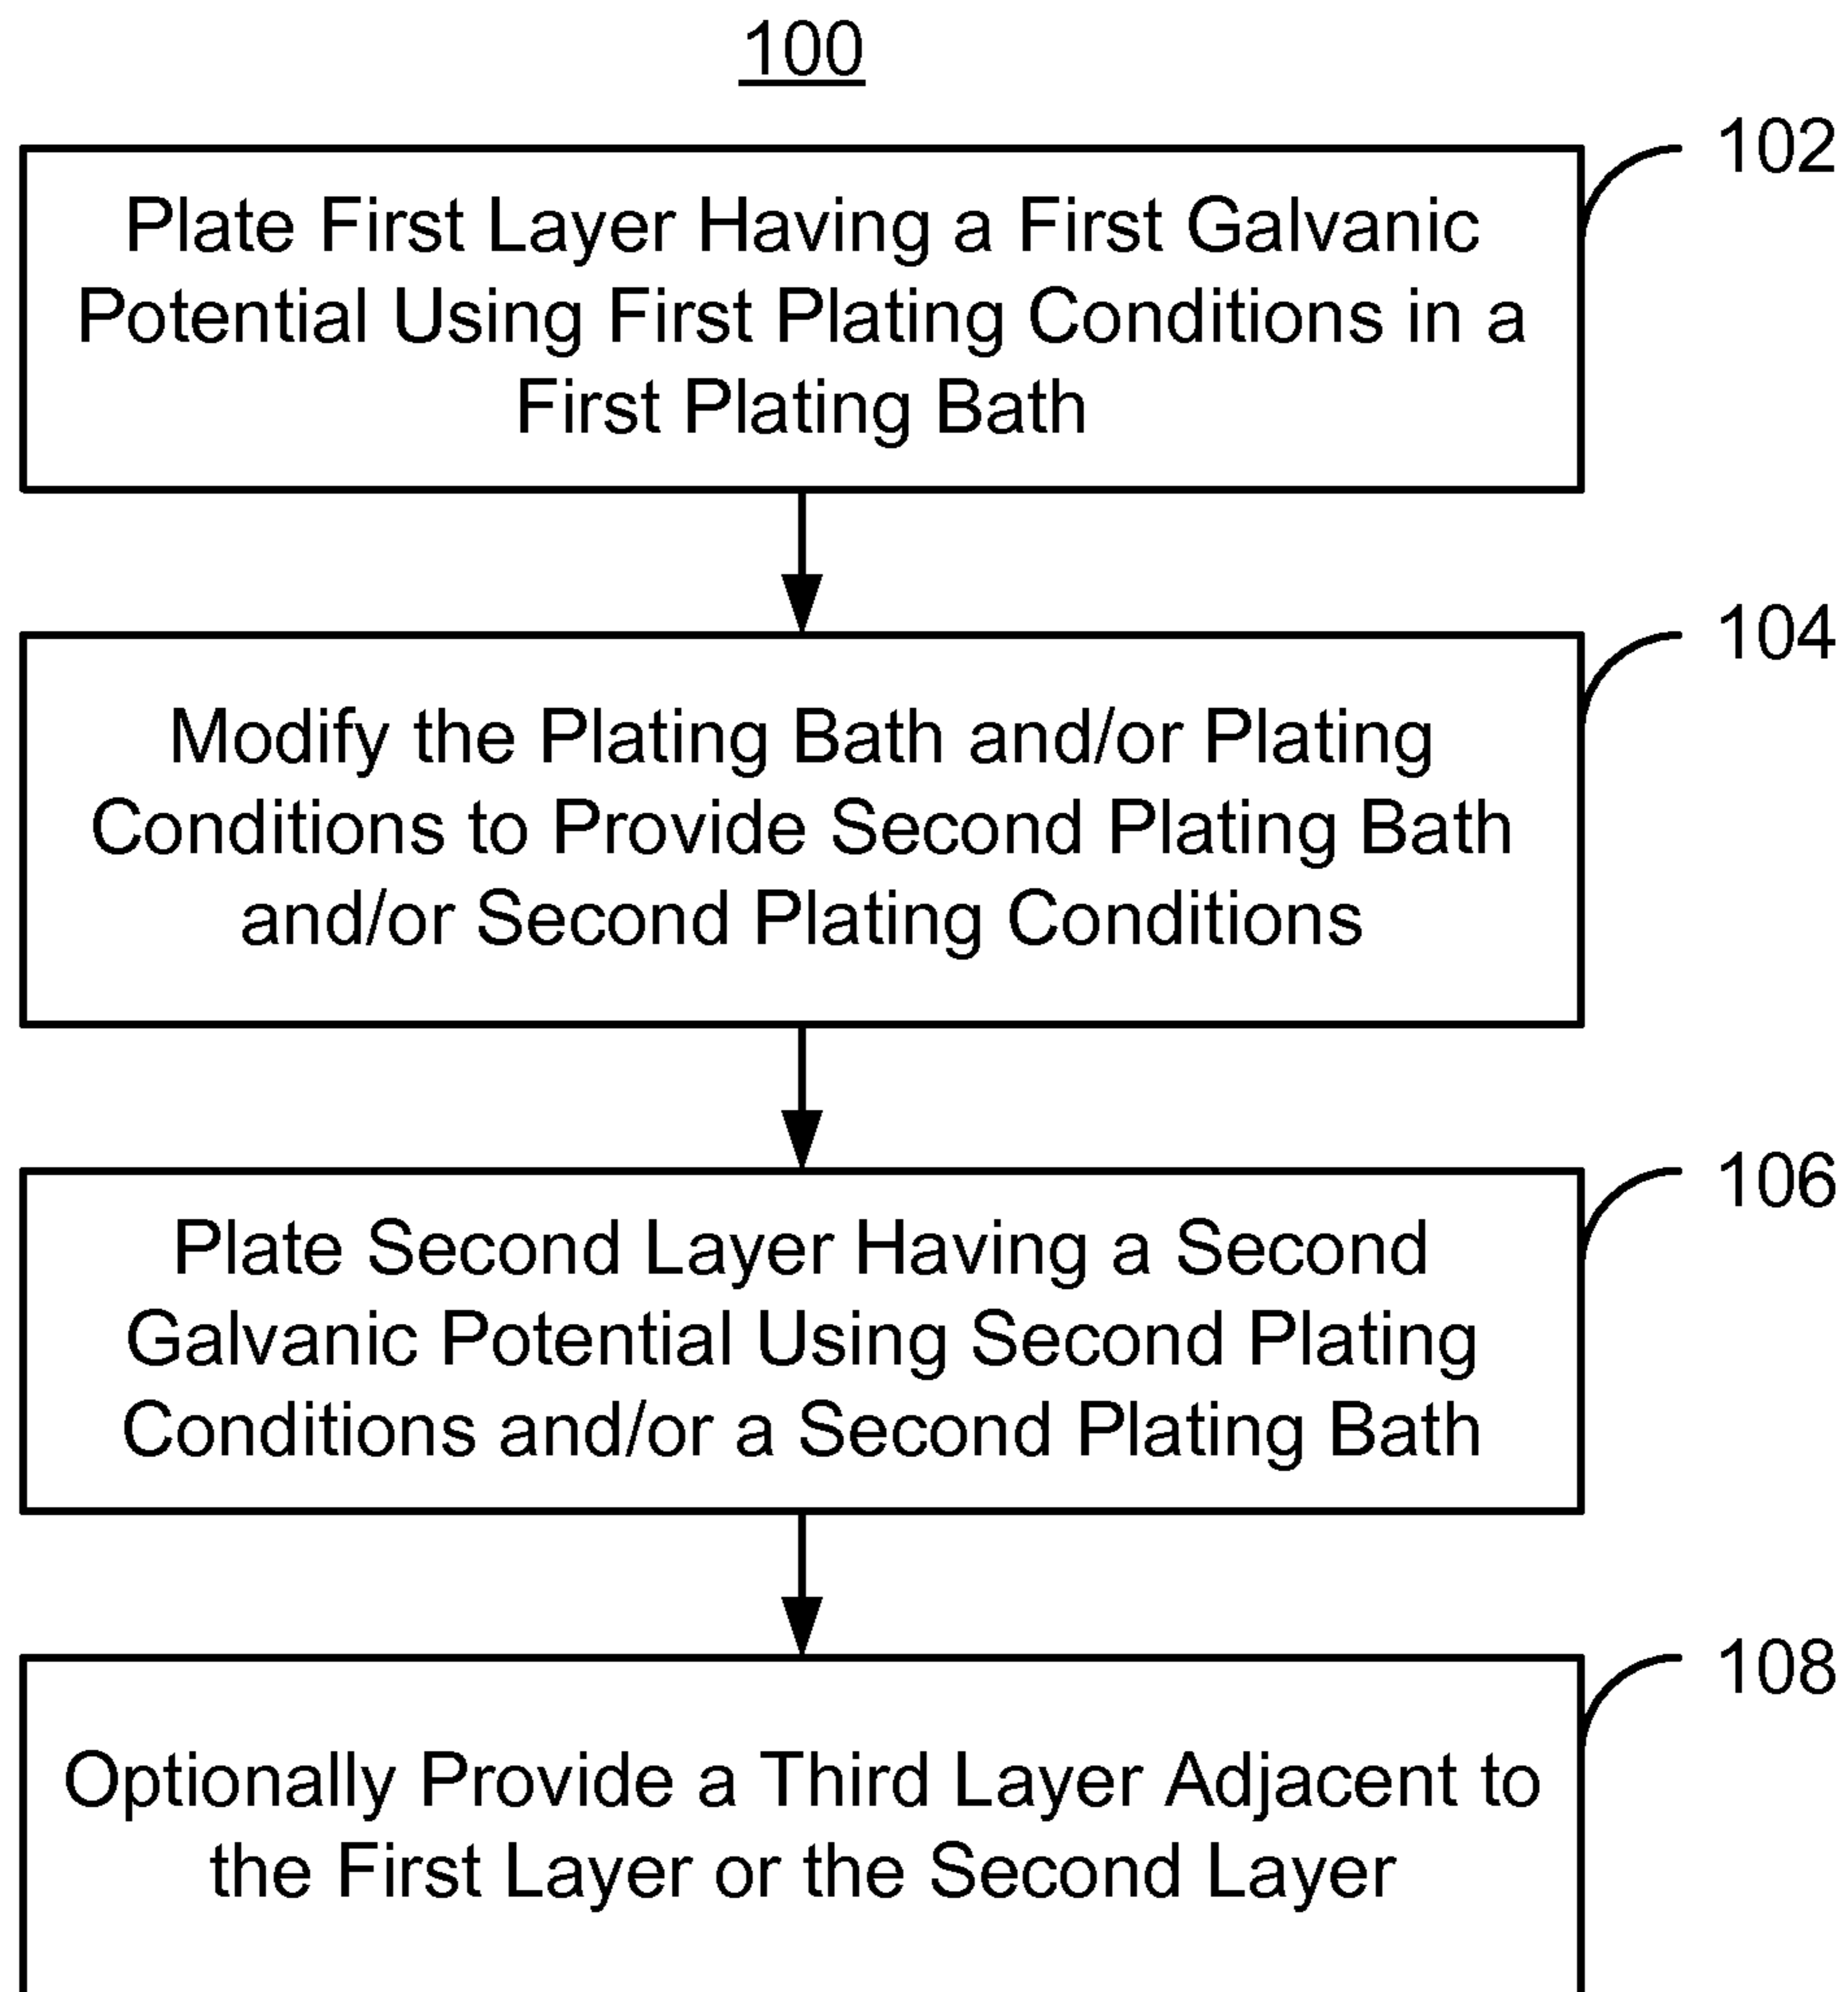 100
102
Plate First Layer Having a First Galvanic
Potential Using First Plating Conditions in a
First Plating Bath
104
Modify the Plating Bath and/or Plating
Conditions to Provide Second Plating Bath
and/or Second Plating Conditions
106
Plate Second Layer Having a Second
Galvanic Potential Using Second Plating
Conditions and/or a Second Plating Bath
108
Optionally Provide a Third Layer Adjacent to
the First Layer or the Second Layer